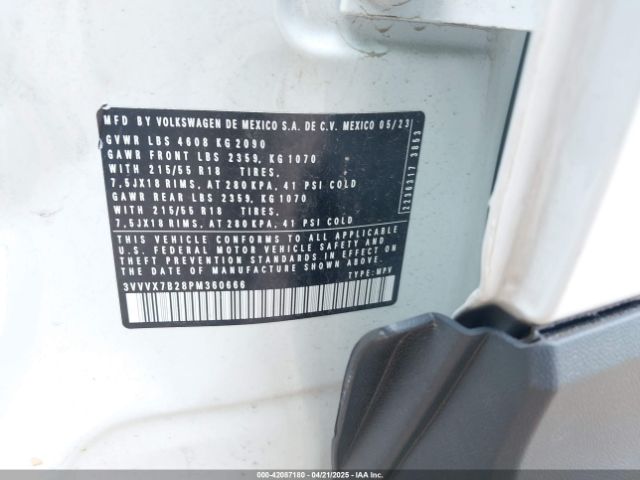 MFD BY VOLKSWAGEN DE MEXICO S.A. DE C.V. MEXICO 05/23
GVWR LBS 4608 KG 2090
GAWR FRONT LBS 2359, KG 1070
WITH 215/55 R18 TIRES.
7.5JX18 RIMS, AT 280 KPA, 41 PSI COLD
GAWR REAR LBS 2359, KG 1070
WITH 215/55 R18 TIRES.
7.5JX18 RIMS, AT 280 KPA, 41 PSI COLD
THIS VEHICLE CONFORMS TO ALL APPLICABLE
U.S. FEDERAL MOTOR VEHICLE SAFETY AND
THEFT PREVENTION STANDARDS IN EFFECT ON
THE DATE OF MANUFACTURE SHOWN ABOVE.
3VVVX7B28PM360666 TYPE: MPV
2236317 3053
000-42087180 - 04/21/2025 - IAA Inc.